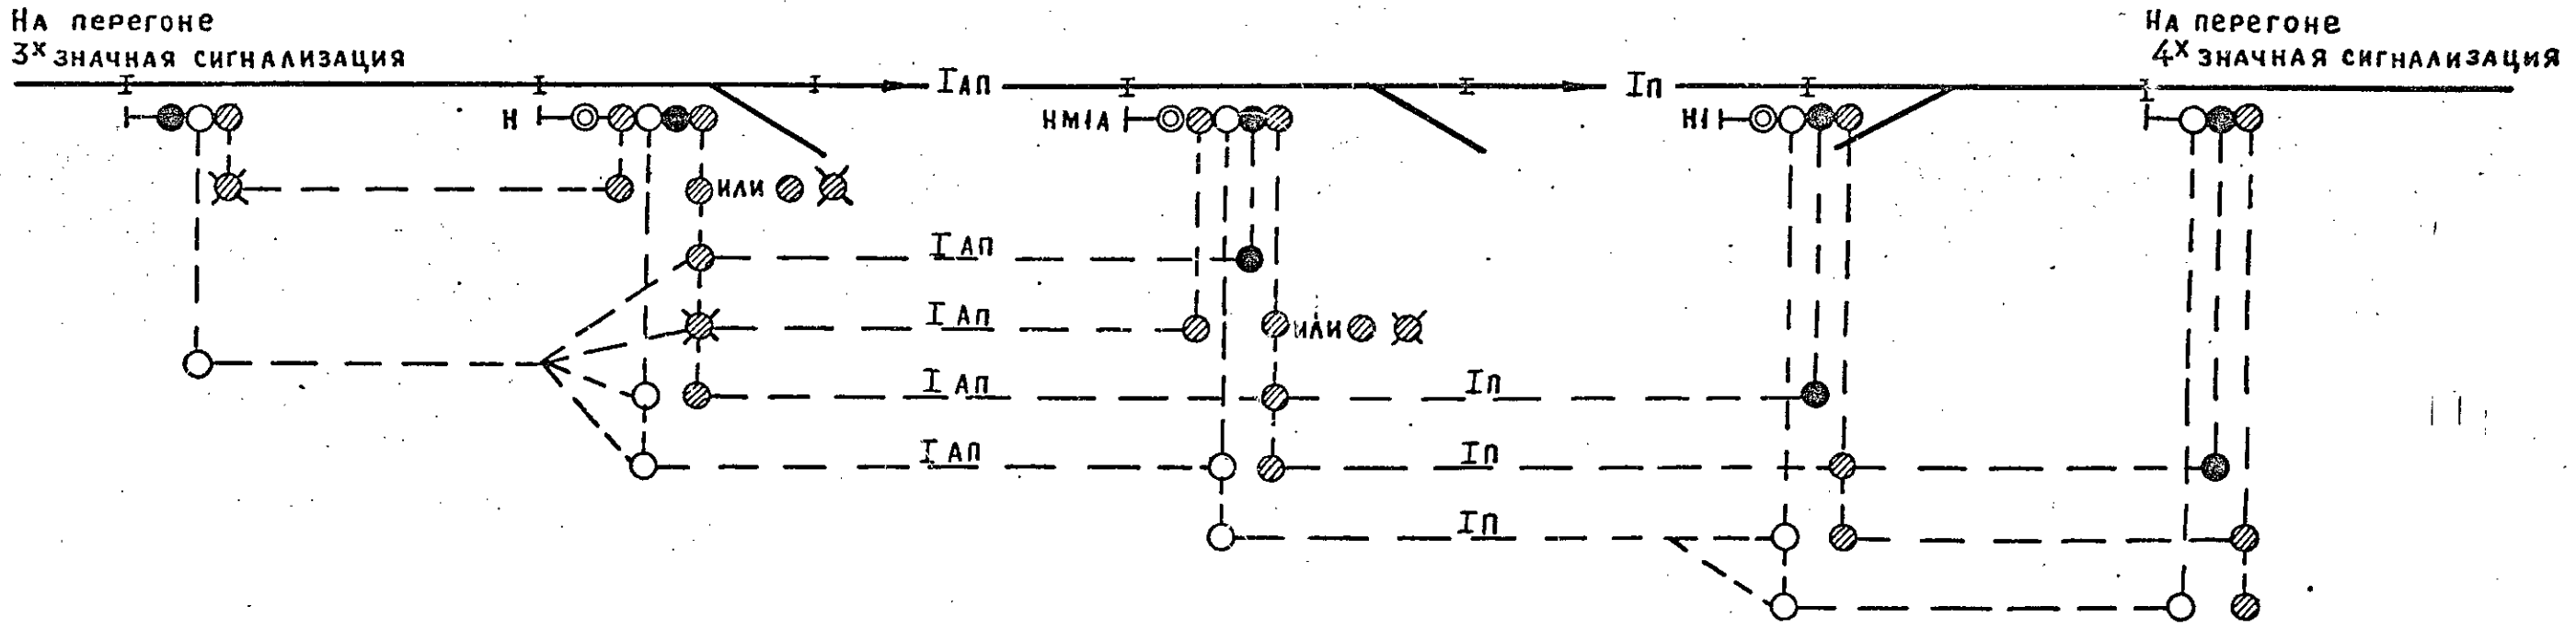 На перегоне
3х значная сигнализация
На перегоне
4х значная сигнализация
IАП
IП
Н
НМ1А
Н1
или
IАП
IАП
или
IАП
IП
IАП
IП
IП